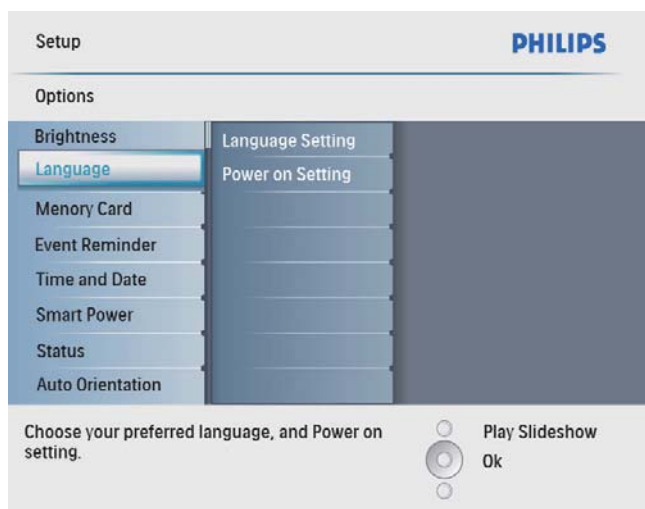 Setup
PHILIPS
Options
Brightness
Language
Menory Card
Event Reminder
Time and Date
Smart Power
Status
Auto Orientation
Language Setting
Power on Setting
Choose your preferred language, and Power on
setting.
Play Slideshow
Ok